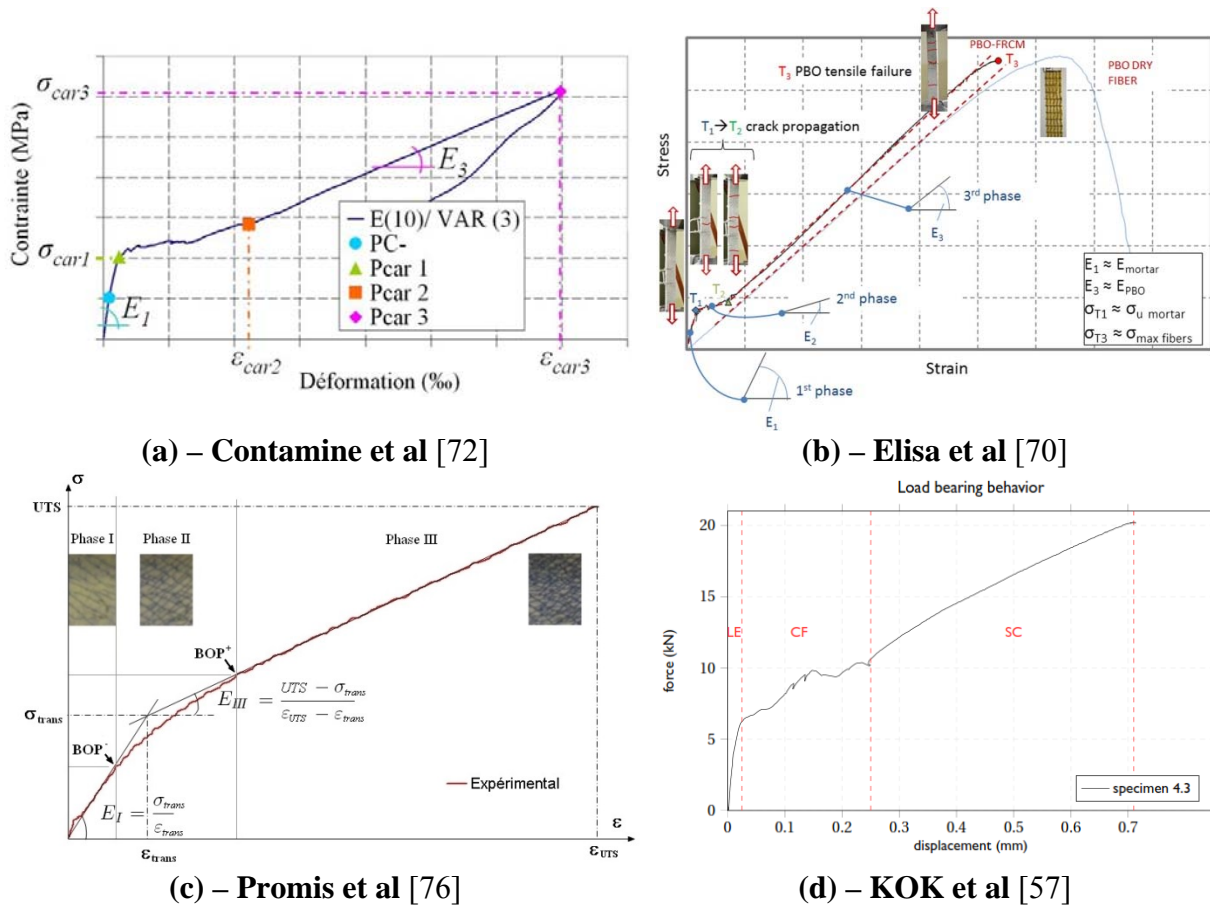 σcar3
σcar1
Contrainte (MPa)
E3
E1
E(10)/ VAR (3)
PC-
Pcar 1
Pcar 2
Pcar 3
εcar2
εcar3
Déformation (‰)
(a) – Contamine et al [72]
PBO-FRCM
T3
T3 PBO tensile failure
PBO DRY
FIBER
T1→T2 crack propagation
Stress
3rd phase
E3
T1
T2
2nd phase
E2
E1 ≈ Emortar
E3 ≈ EPBO
σT1 ≈ σu mortar
σT3 ≈ σmax fibers
Strain
1st phase
E1
(b) – Elisa et al [70]
σ
UTS
Phase I
Phase II
Phase III
BOP+
EIII = (UTS − σtrans) / (εUTS − εtrans)
σtrans
BOP-
Expérimental
EI = σtrans / εtrans
ε
εtrans
εUTS
(c) – Promis et al [76]
Load bearing behavior
20
15
10
5
0
force (kN)
LE
CF
SC
specimen 4.3
0 0.1 0.2 0.3 0.4 0.5 0.6 0.7
displacement (mm)
(d) – KOK et al [57]